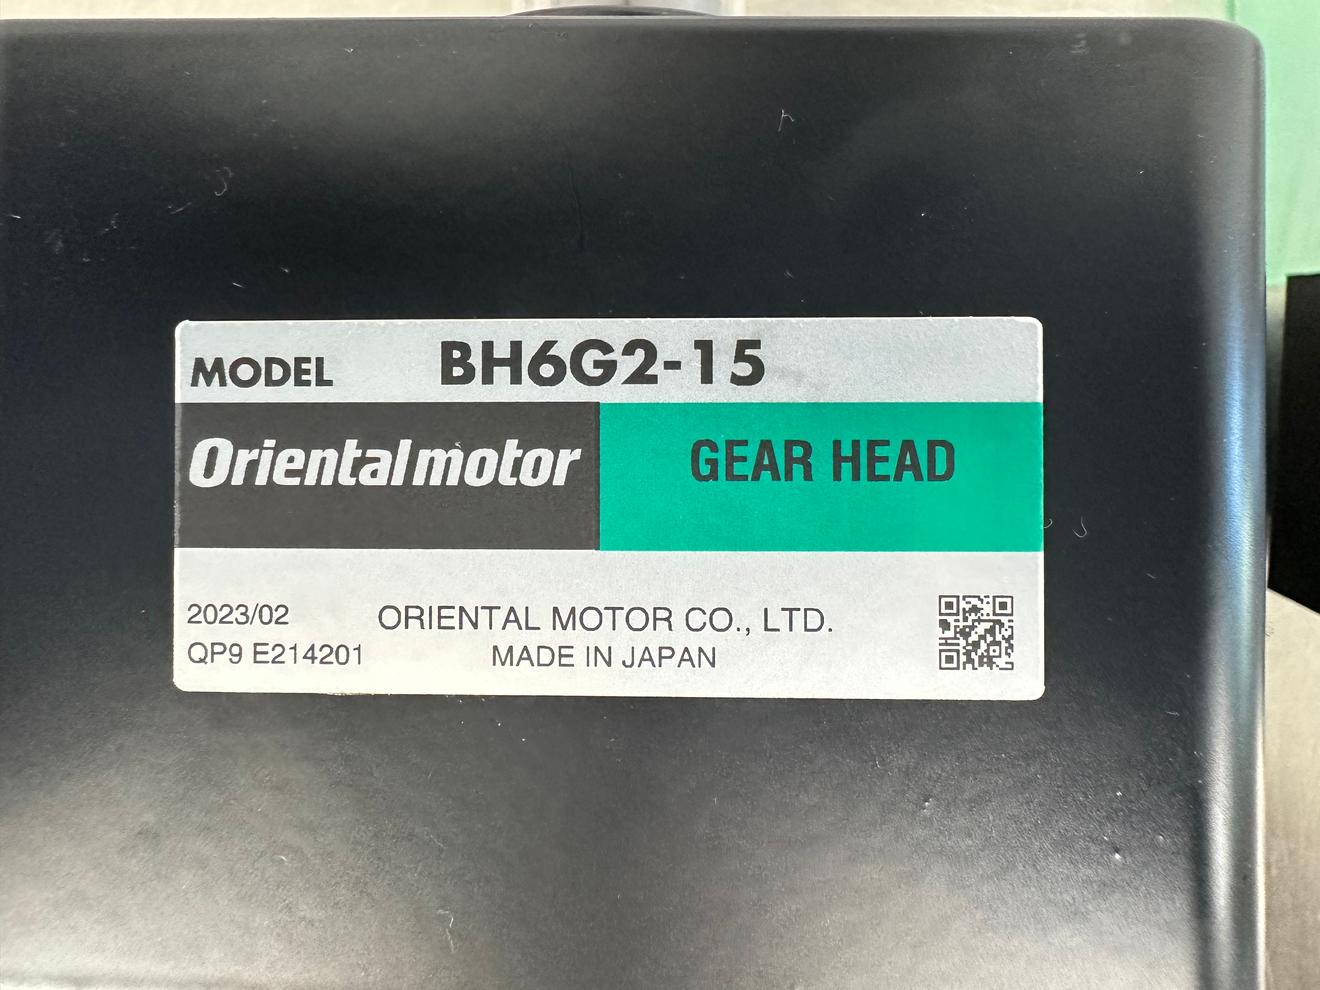 MODEL BH6G2-15
Orientalmotor GEAR HEAD
2023/02 ORIENTAL MOTOR CO., LTD.
QP9 E214201 MADE IN JAPAN